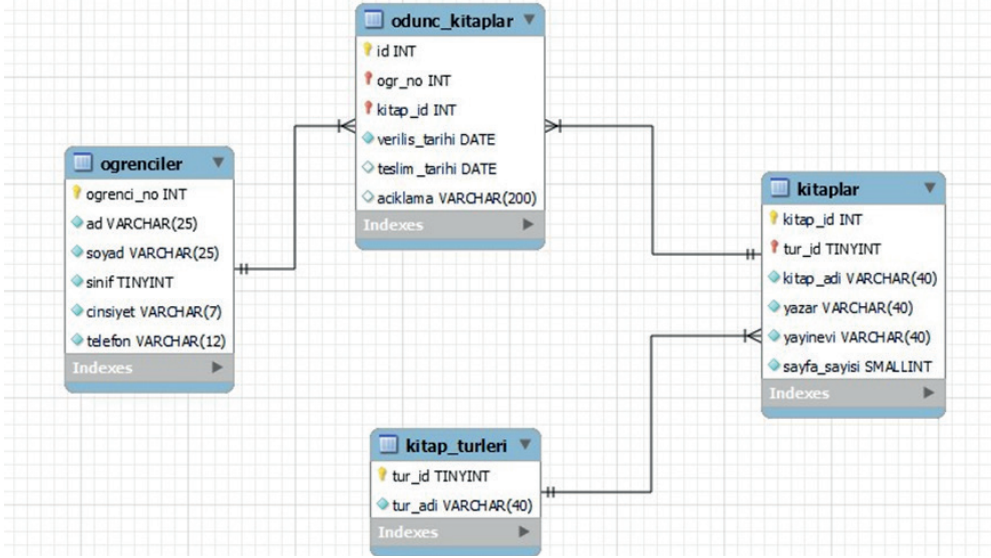 odunc_kitaplar
id INT
ogr_no INT
kitap_id INT
verilis_tarihi DATE
teslim_tarihi DATE
aciklama VARCHAR(200)
Indexes
ogrenciler
ogrenci_no INT
ad VARCHAR(25)
soyad VARCHAR(25)
sinif TINYINT
cinsiyet VARCHAR(7)
telefon VARCHAR(12)
Indexes
kitaplar
kitap_id INT
tur_id TINYINT
kitap_adi VARCHAR(40)
yazar VARCHAR(40)
yayinevi VARCHAR(40)
sayfa_sayisi SMALLINT
Indexes
kitap_turleri
tur_id TINYINT
tur_adi VARCHAR(40)
Indexes